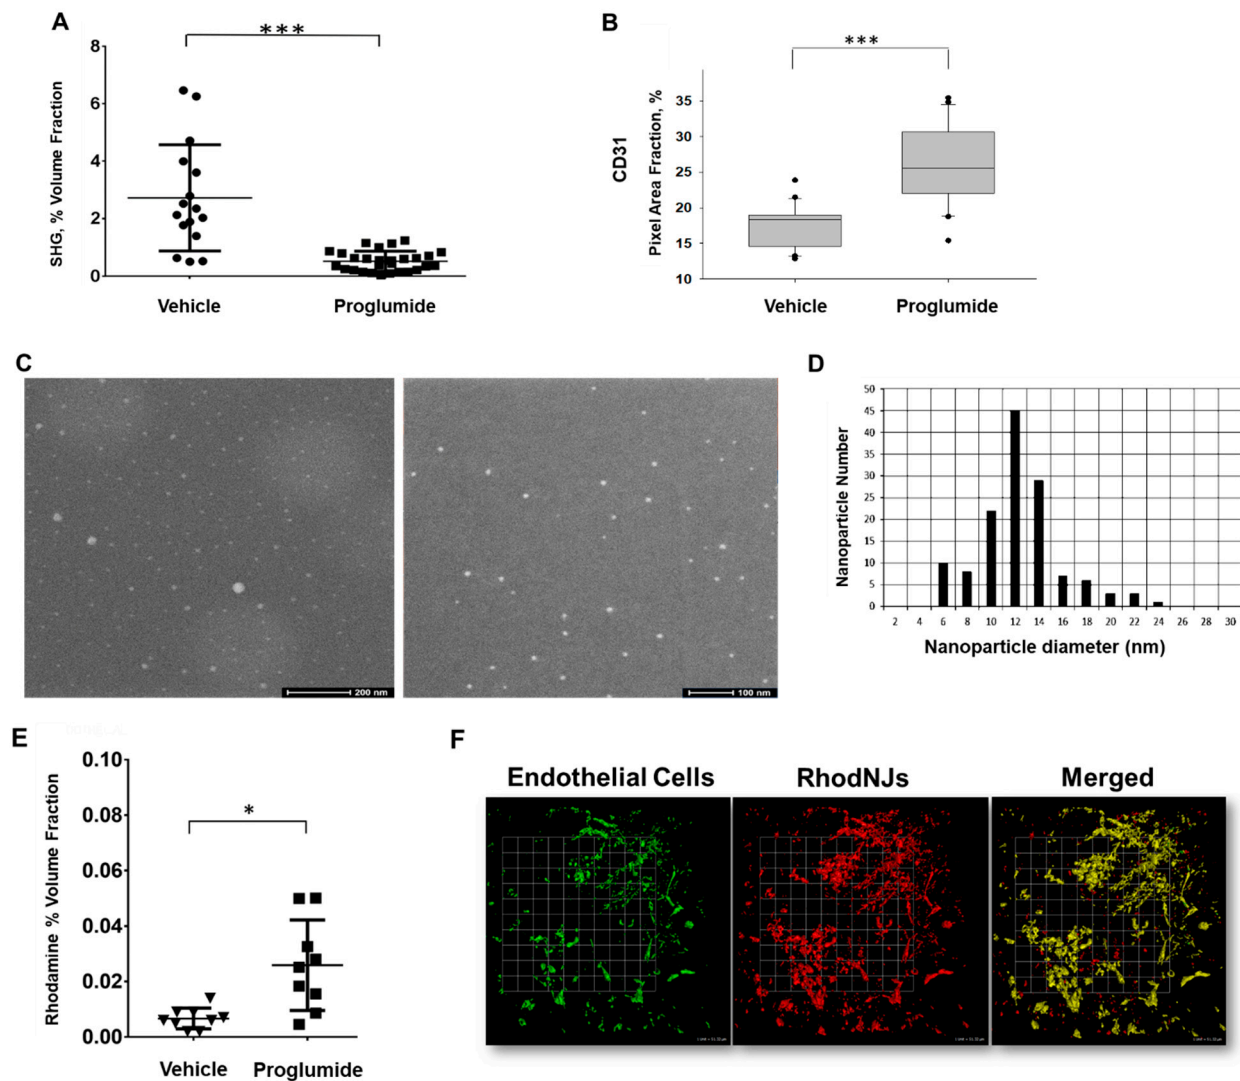 A
SHG, % Volume Fraction
8
6
4
2
0
***
Vehicle
Proglumide
B
CD31
Pixel Area Fraction, %
35
30
25
20
15
10
***
Vehicle
Proglumide
C
200 nm
100 nm
D
Nanoparticle Number
50
45
40
35
30
25
20
15
10
5
0
2 4 6 8 10 12 14 16 18 20 22 24 26 28 30
Nanoparticle diameter (nm)
E
Rhodamine % Volume Fraction
0.10
0.08
0.06
0.04
0.02
0.00
*
Vehicle
Proglumide
F
Endothelial Cells
RhodNJs
Merged